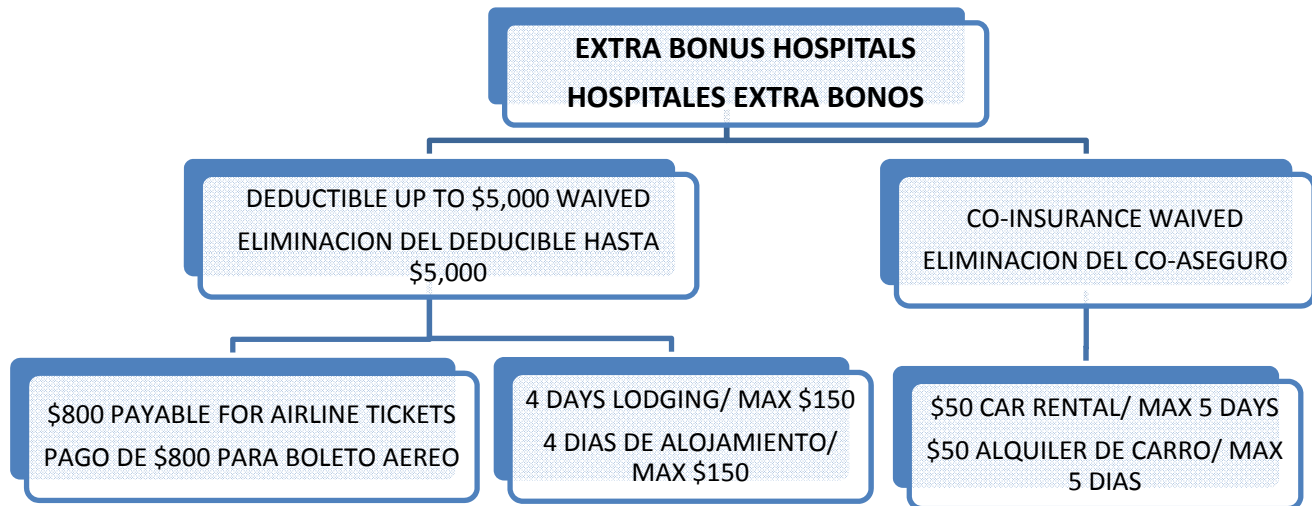 EXTRA BONUS HOSPITALS
HOSPITALES EXTRA BONOS
DEDUCTIBLE UP TO $5,000 WAIVED
ELIMINACION DEL DEDUCIBLE HASTA
$5,000
CO-INSURANCE WAIVED
ELIMINACION DEL CO-ASEGURO
$800 PAYABLE FOR AIRLINE TICKETS
PAGO DE $800 PARA BOLETO AEREO
4 DAYS LODGING/ MAX $150
4 DIAS DE ALOJAMIENTO/
MAX $150
$50 CAR RENTAL/ MAX 5 DAYS
$50 ALQUILER DE CARRO/ MAX
5 DIAS